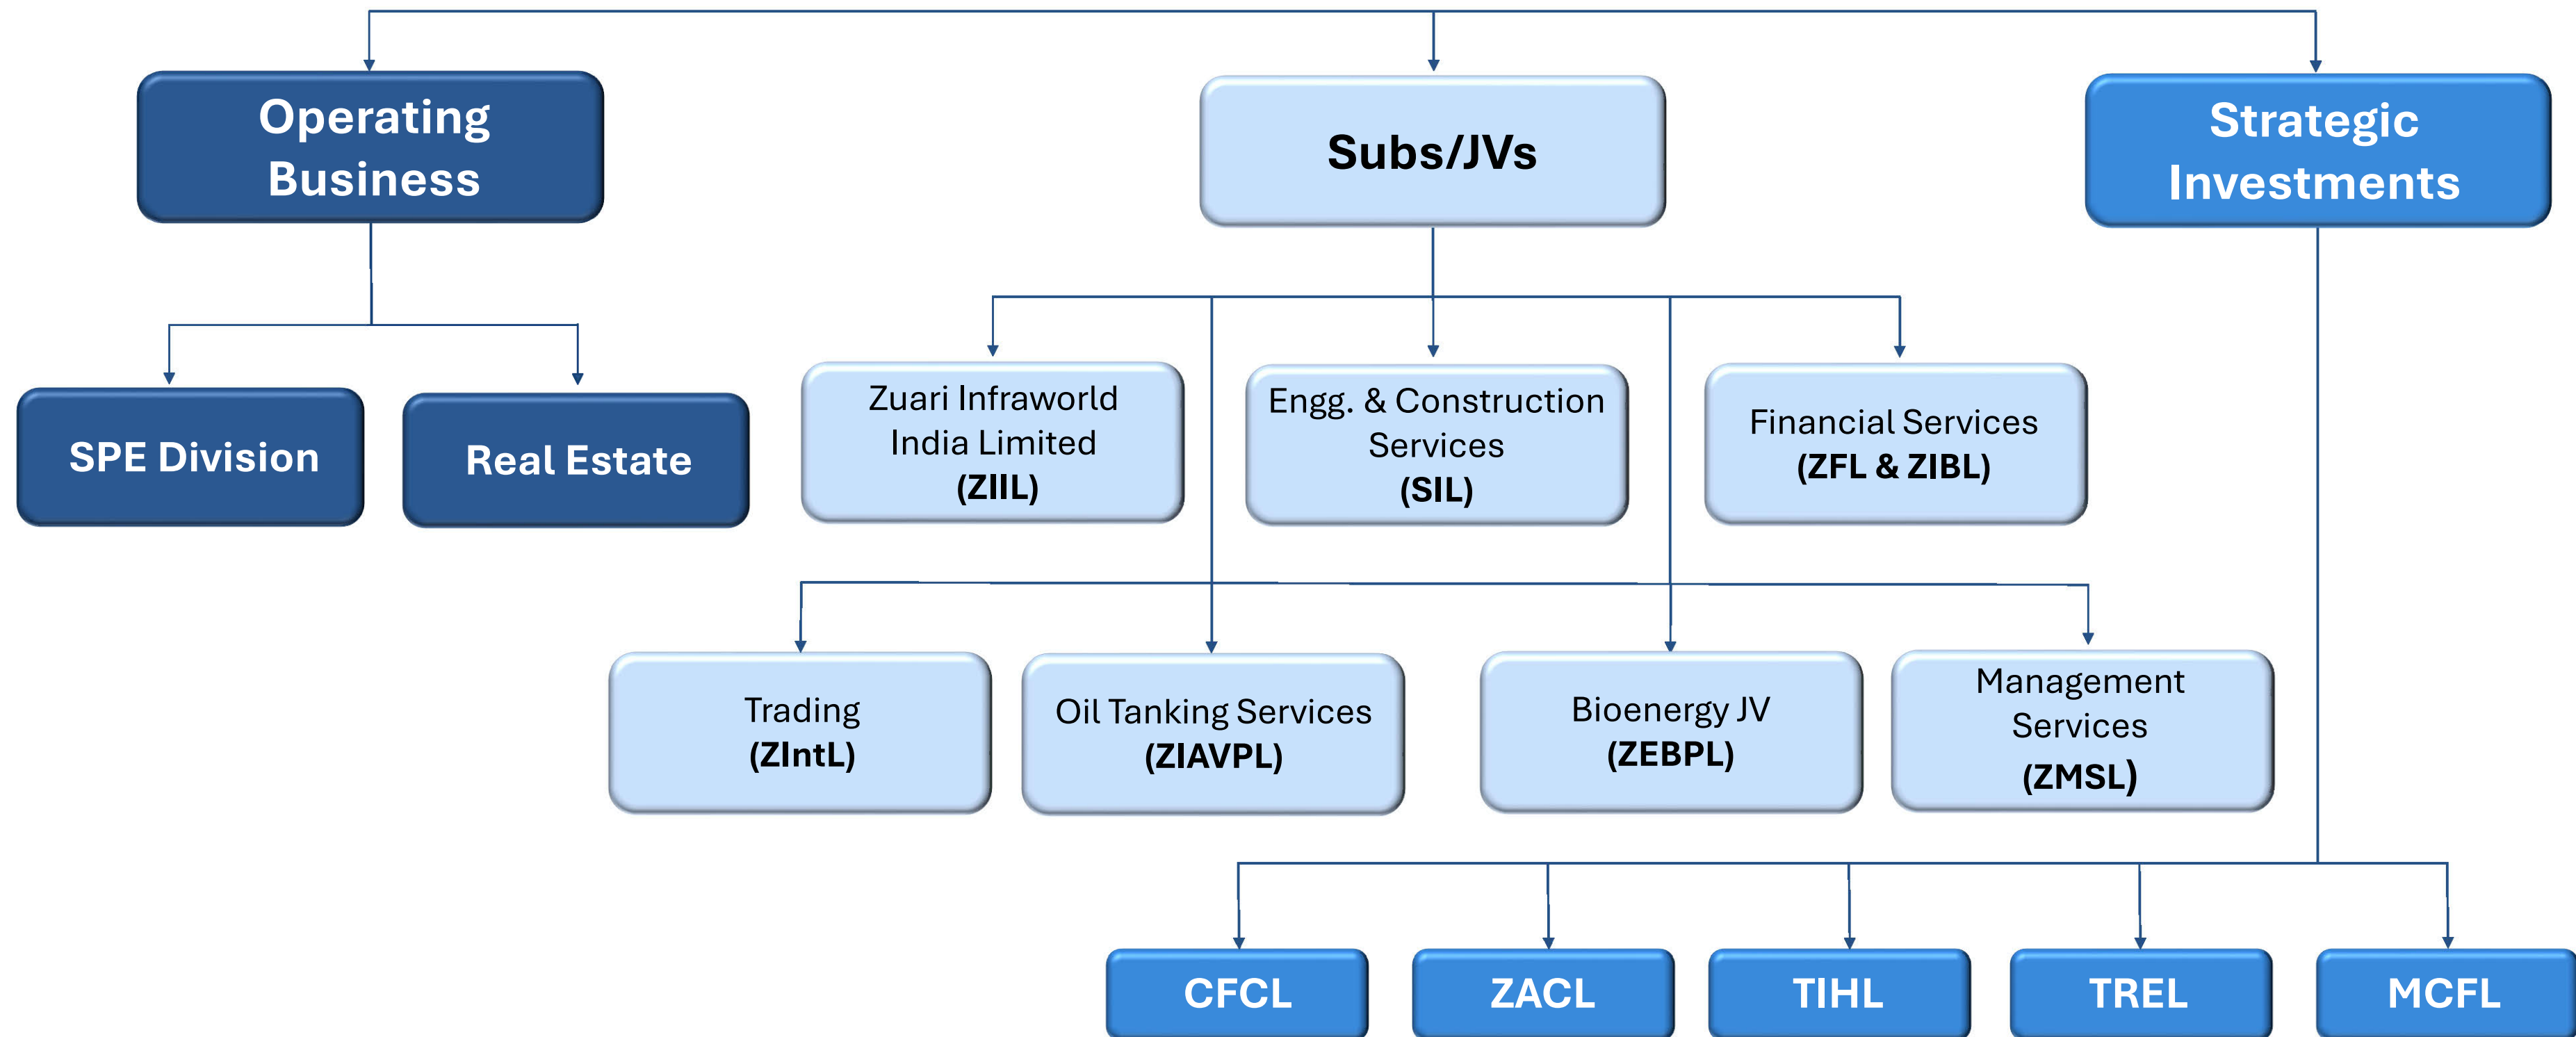 Operating
Business
Subs/JVs
Strategic
Investments
SPE Division
Real Estate
Zuari Infraworld
India Limited
(ZIIL)
Engg. & Construction
Services
(SIL)
Financial Services
(ZFL & ZIBL)
Trading
(ZIntL)
Oil Tanking Services
(ZIAVPL)
Bioenergy JV
(ZEBPL)
Management
Services
(ZMSL)
CFCL
ZACL
TIHL
TREL
MCFL